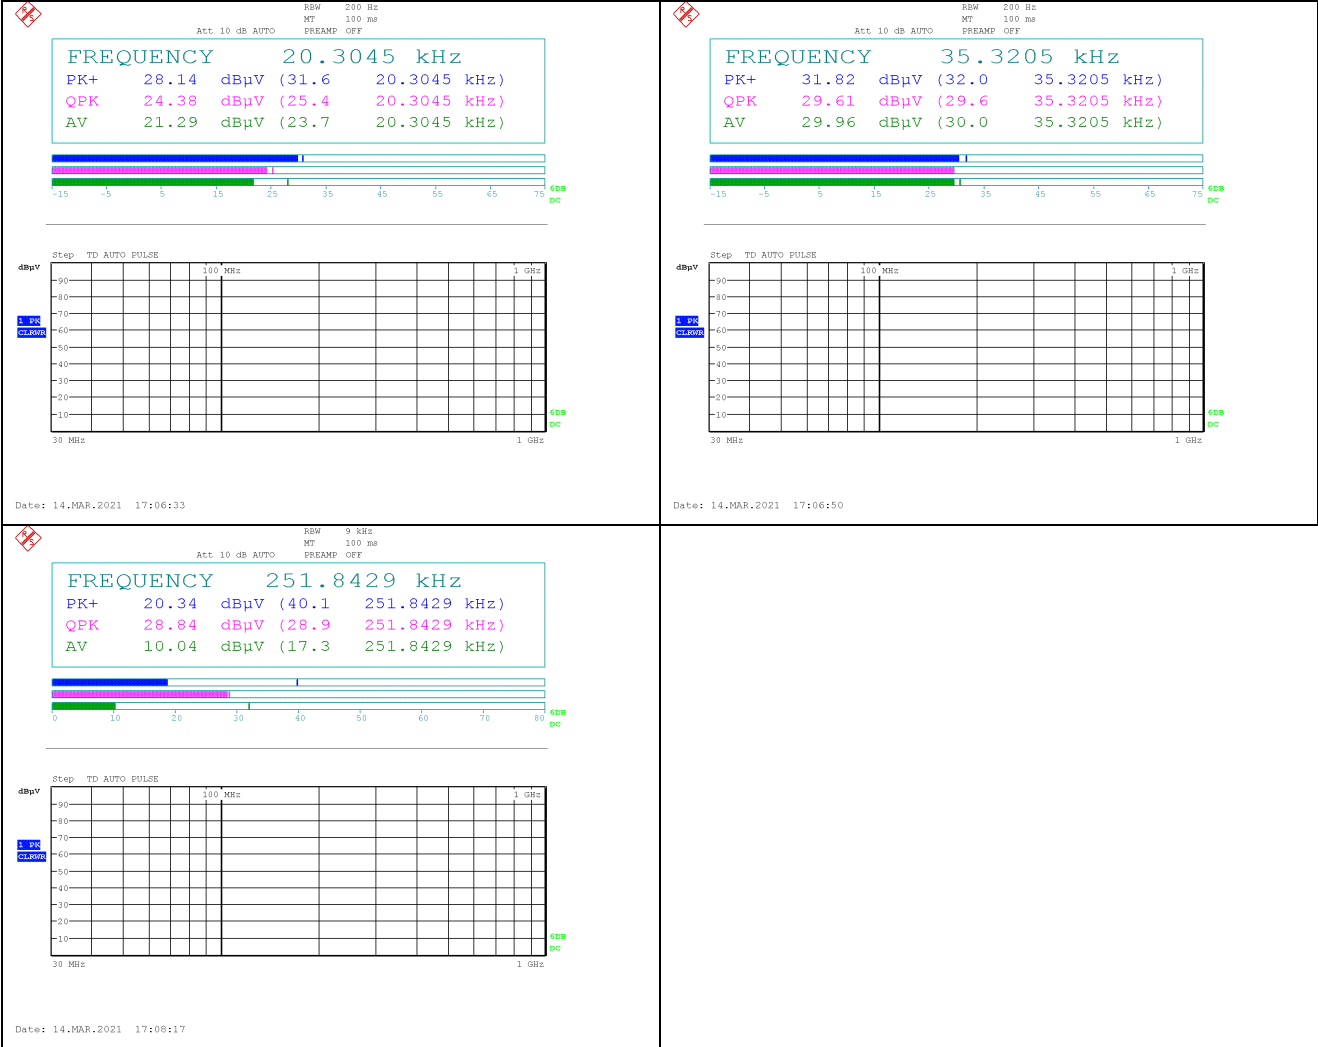 RBW 200 Hz
MT 100 ms
Att 10 dB AUTO PREAMP OFF
FREQUENCY 20.3045 kHz
PK+ 28.14 dBµV (31.6 20.3045 kHz)
QPK 24.38 dBµV (25.4 20.3045 kHz)
AV 21.29 dBµV (23.7 20.3045 kHz)
-15 -5 5 15 25 35 45 55 65 75
6DB
DC
Step TD AUTO PULSE
dBµV
100 MHz 1 GHz
90
80
70
1 PK
60
CLRWR
50
40
30
20
10
6DB
DC
30 MHz 1 GHz
Date: 14.MAR.2021 17:06:33
RBW 200 Hz
MT 100 ms
Att 10 dB AUTO PREAMP OFF
FREQUENCY 35.3205 kHz
PK+ 31.82 dBµV (32.0 35.3205 kHz)
QPK 29.61 dBµV (29.6 35.3205 kHz)
AV 29.96 dBµV (30.0 35.3205 kHz)
-15 -5 5 15 25 35 45 55 65 75
6DB
DC
Step TD AUTO PULSE
dBµV
100 MHz 1 GHz
90
80
70
1 PK
60
CLRWR
50
40
30
20
10
6DB
DC
30 MHz 1 GHz
Date: 14.MAR.2021 17:06:50
RBW 9 kHz
MT 100 ms
Att 10 dB AUTO PREAMP OFF
FREQUENCY 251.8429 kHz
PK+ 20.34 dBµV (40.1 251.8429 kHz)
QPK 28.84 dBµV (28.9 251.8429 kHz)
AV 10.04 dBµV (17.3 251.8429 kHz)
0 10 20 30 40 50 60 70 80
6DB
DC
Step TD AUTO PULSE
dBµV
100 MHz 1 GHz
90
80
70
1 PK
60
CLRWR
50
40
30
20
10
6DB
DC
30 MHz 1 GHz
Date: 14.MAR.2021 17:08:17